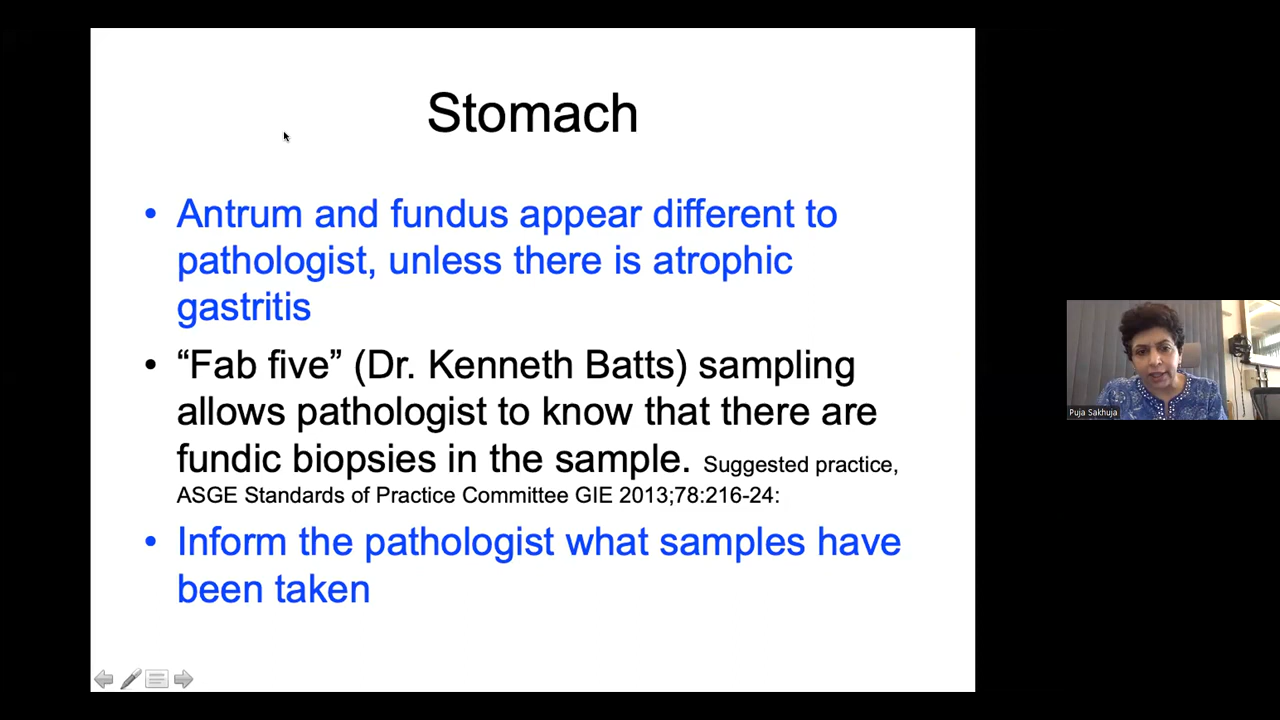 Stomach
• Antrum and fundus appear different to
pathologist, unless there is atrophic
gastritis
• “Fab five” (Dr. Kenneth Batts) sampling
allows pathologist to know that there are
fundic biopsies in the sample. Suggested practice,
ASGE Standards of Practice Committee GIE 2013;78:216-24:
• Inform the pathologist what samples have
been taken
Puja Sakhuja